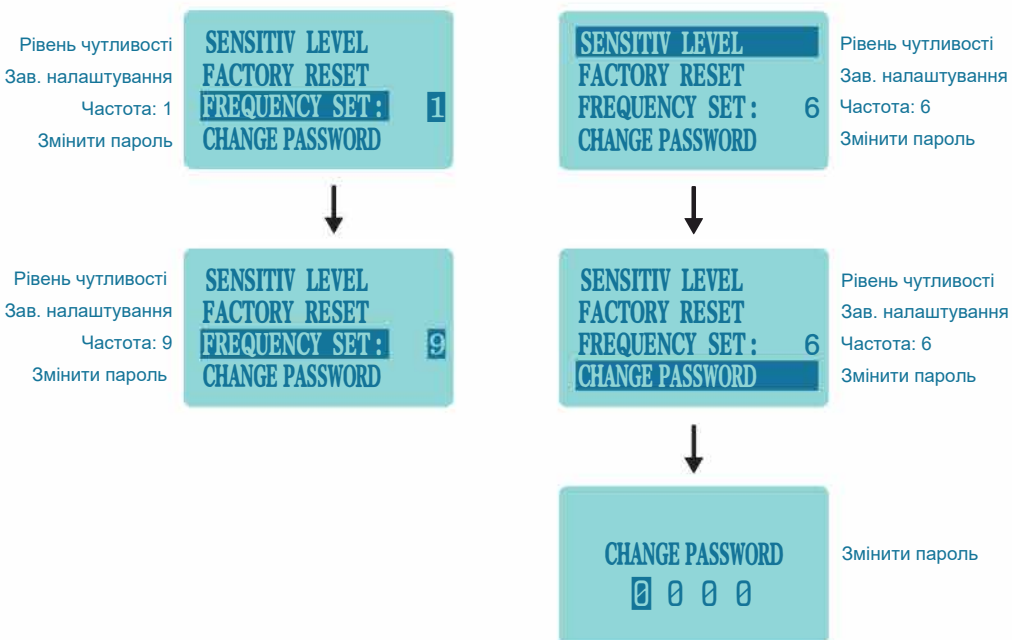 Рівень чутливості
Зав. налаштування
Частота: 1
Змінити пароль
SENSITIV LEVEL
FACTORY RESET
FREQUENCY SET: 1
CHANGE PASSWORD
SENSITIV LEVEL
FACTORY RESET
FREQUENCY SET: 6
CHANGE PASSWORD
Рівень чутливості
Зав. налаштування
Частота: 6
Змінити пароль
Рівень чутливості
Зав. налаштування
Частота: 9
Змінити пароль
SENSITIV LEVEL
FACTORY RESET
FREQUENCY SET: 9
CHANGE PASSWORD
SENSITIV LEVEL
FACTORY RESET
FREQUENCY SET: 6
CHANGE PASSWORD
Рівень чутливості
Зав. налаштування
Частота: 6
Змінити пароль
CHANGE PASSWORD
0 0 0 0
Змінити пароль